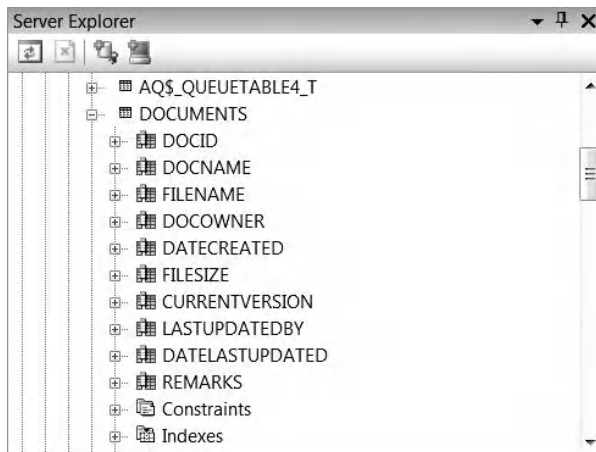 Server Explorer
AQ$_QUEUETABLE4_T
DOCUMENTS
DOCID
DOCNAME
FILENAME
DOCOWNER
DATECREATED
FILESIZE
CURRENTVERSION
LASTUPDATEDBY
DATELASTUPDATED
REMARKS
Constraints
Indexes